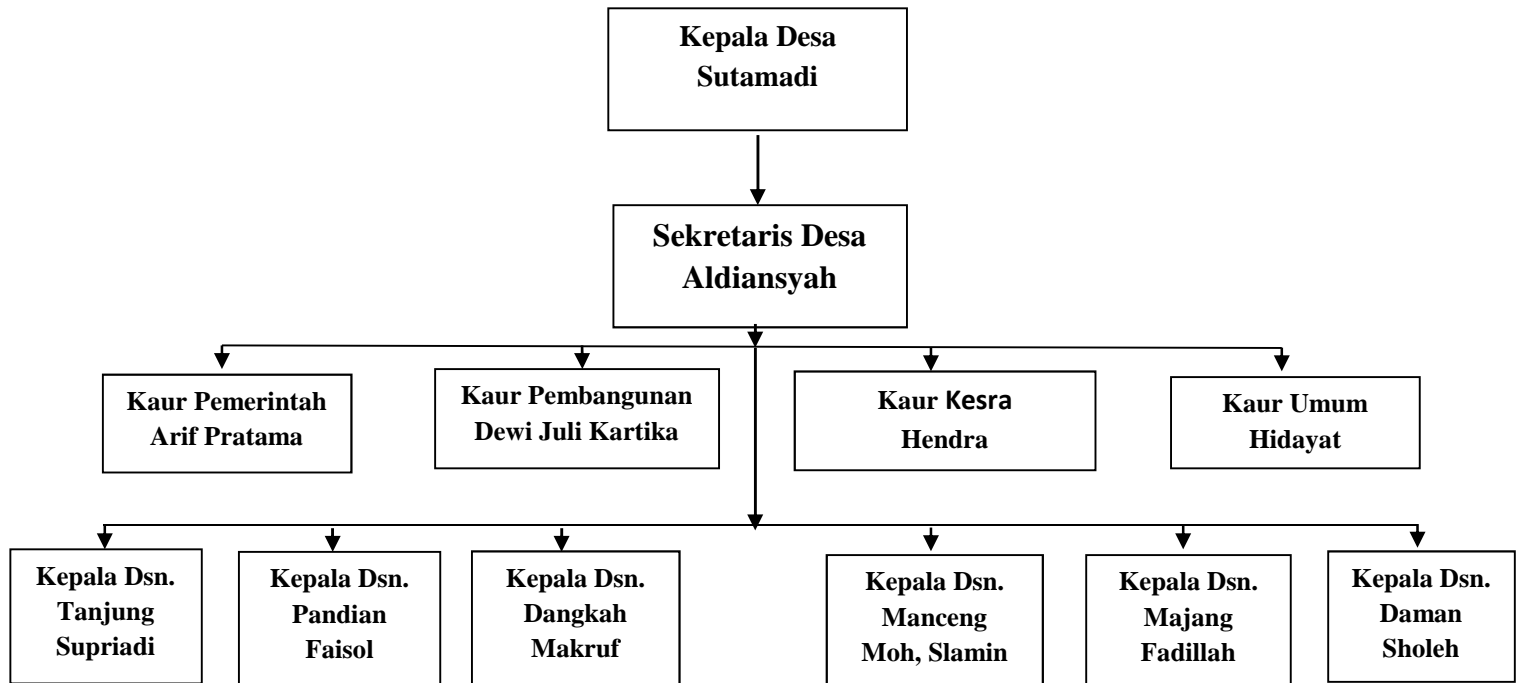 Kepala Desa
Sutamadi
Sekretaris Desa
Aldiansyah
Kaur Pemerintah
Arif Pratama
Kaur Pembangunan
Dewi Juli Kartika
Kaur Kesra
Hendra
Kaur Umum
Hidayat
Kepala Dsn.
Tanjung
Supriadi
Kepala Dsn.
Pandian
Faisol
Kepala Dsn.
Dangkah
Makruf
Kepala Dsn.
Manceng
Moh, Slamin
Kepala Dsn.
Majang
Fadillah
Kepala Dsn.
Daman
Sholeh